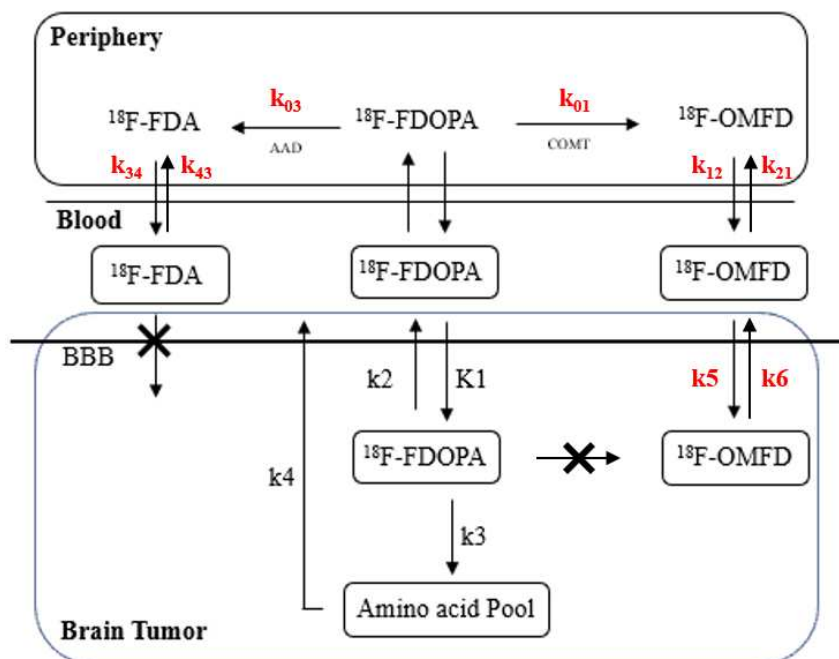 Periphery
k03 k01
18F-FDA 18F-FDOPA 18F-OMFD
AAD COMT
k34 k43 k12 k21
Blood
18F-FDA 18F-FDOPA 18F-OMFD
BBB
k2 K1 k5 k6
18F-FDOPA 18F-OMFD
k4
k3
Amino acid Pool
Brain Tumor